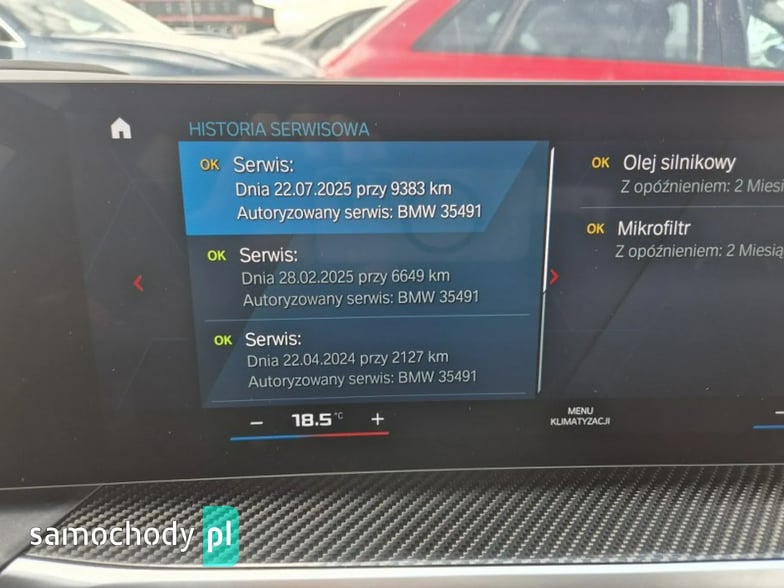 HISTORIA SERWISOWA
OK Serwis:
Dnia 22.07.2025 przy 9383 km
Autoryzowany serwis: BMW 35491
OK Serwis:
Dnia 28.02.2025 przy 6649 km
Autoryzowany serwis: BMW 35491
OK Serwis:
Dnia 22.04.2024 przy 2127 km
Autoryzowany serwis: BMW 35491
OK Olej silnikowy
Z opóźnieniem: 2 Miesi
OK Mikrofiltr
Z opóźnieniem: 2 Miesią
– 18.5 °C +
MENU
KLIMATYZACJI
samochody pl